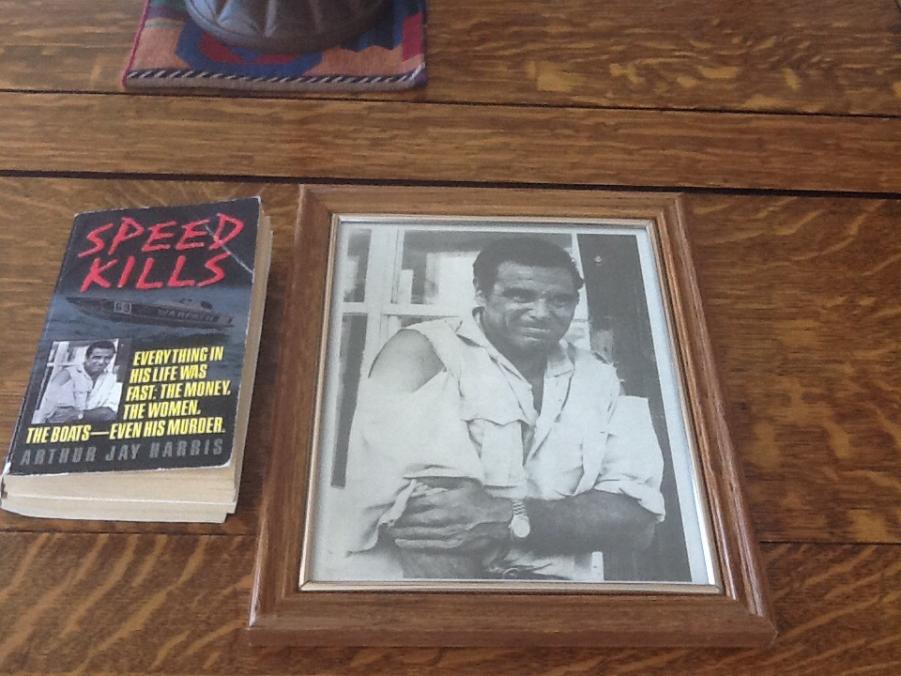 SPEED
KILLS
EVERYTHING IN
HIS LIFE WAS
FAST: THE MONEY,
THE WOMEN,
THE BOATS—EVEN HIS MURDER.
ARTHUR JAY HARRIS